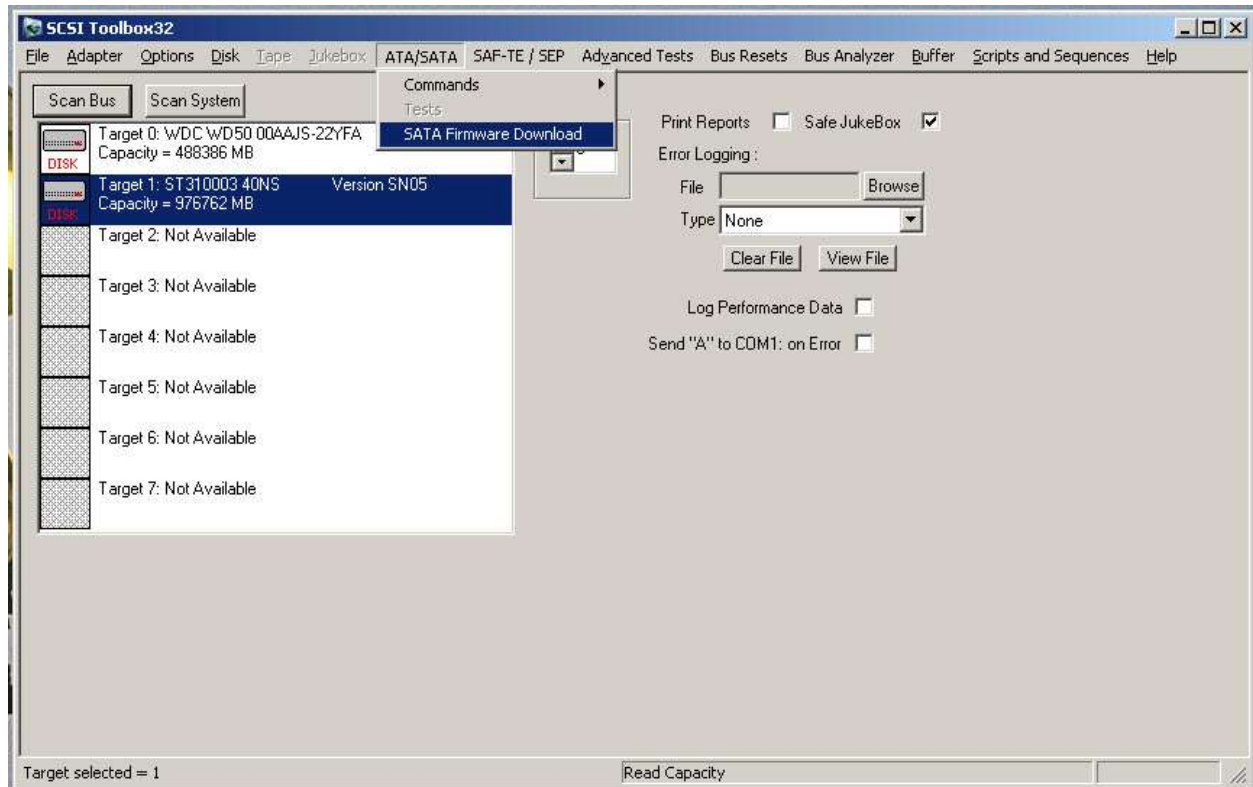 SCSI Toolbox32
File Adapter Options Disk Tape Jukebox ATA/SATA SAF-TE / SEP Advanced Tests Bus Resets Bus Analyzer Buffer Scripts and Sequences Help
Commands
Tests
SATA Firmware Download
Scan Bus Scan System
DISK Target 0: WDC WD50 00AAJS-22YFA
Capacity = 488386 MB
DISK Target 1: ST310003 40NS Version SN05
Capacity = 976762 MB
Target 2: Not Available
Target 3: Not Available
Target 4: Not Available
Target 5: Not Available
Target 6: Not Available
Target 7: Not Available
Print Reports Safe JukeBox
Error Logging :
File Browse
Type None
Clear File View File
Log Performance Data
Send "A" to COM1: on Error
Target selected = 1 Read Capacity